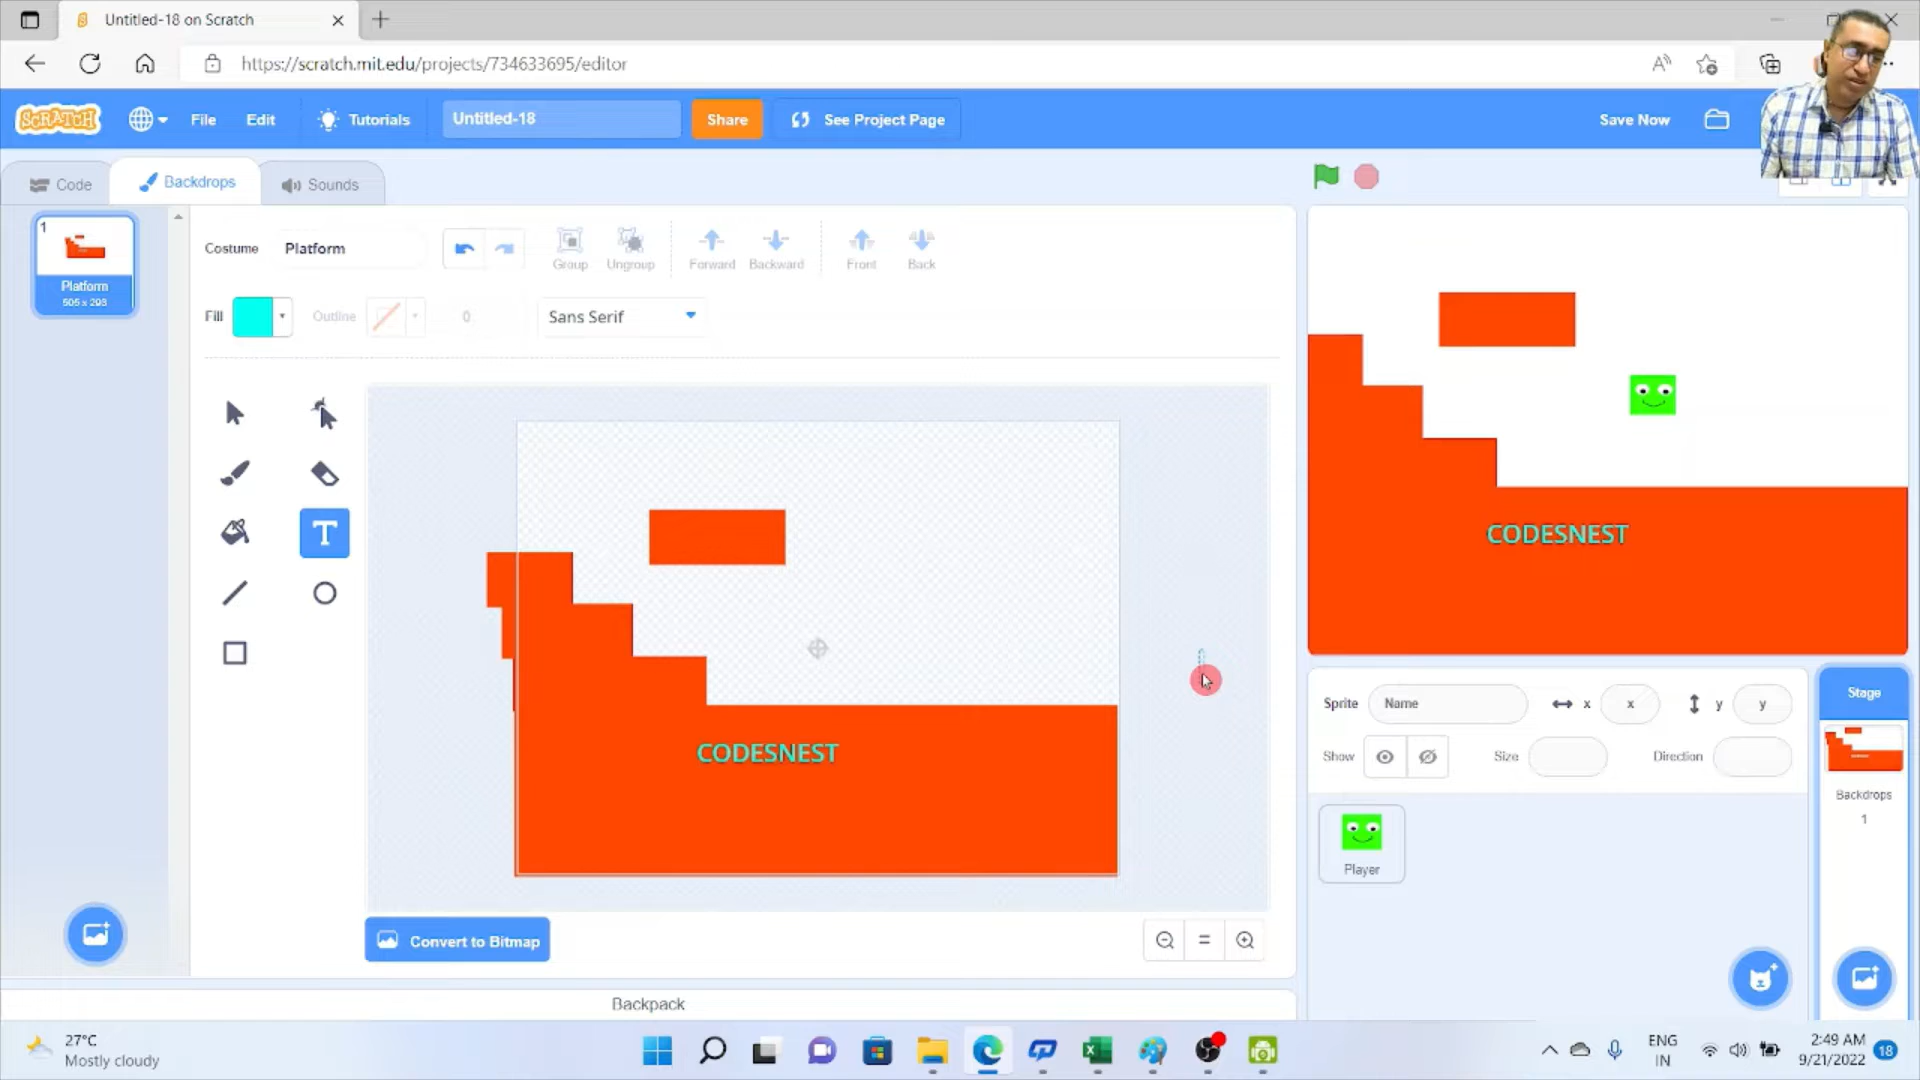 Untitled-18 on Scratch
https://scratch.mit.edu/projects/734633695/editor
SCRATCH
File
Edit
Tutorials
Untitled-18
Share
See Project Page
Save Now
Code
Backdrops
Sounds
1
Platform
505 x 293
Costume
Platform
Group
Ungroup
Forward
Backward
Front
Back
Fill
Outline
0
Sans Serif
T
CODESNEST
CODESNEST
Convert to Bitmap
=
Backpack
Sprite
Name
x
x
y
y
Show
Size
Direction
Player
Stage
Backdrops
1
27°C
Mostly cloudy
ENG
IN
2:49 AM
9/21/2022
18